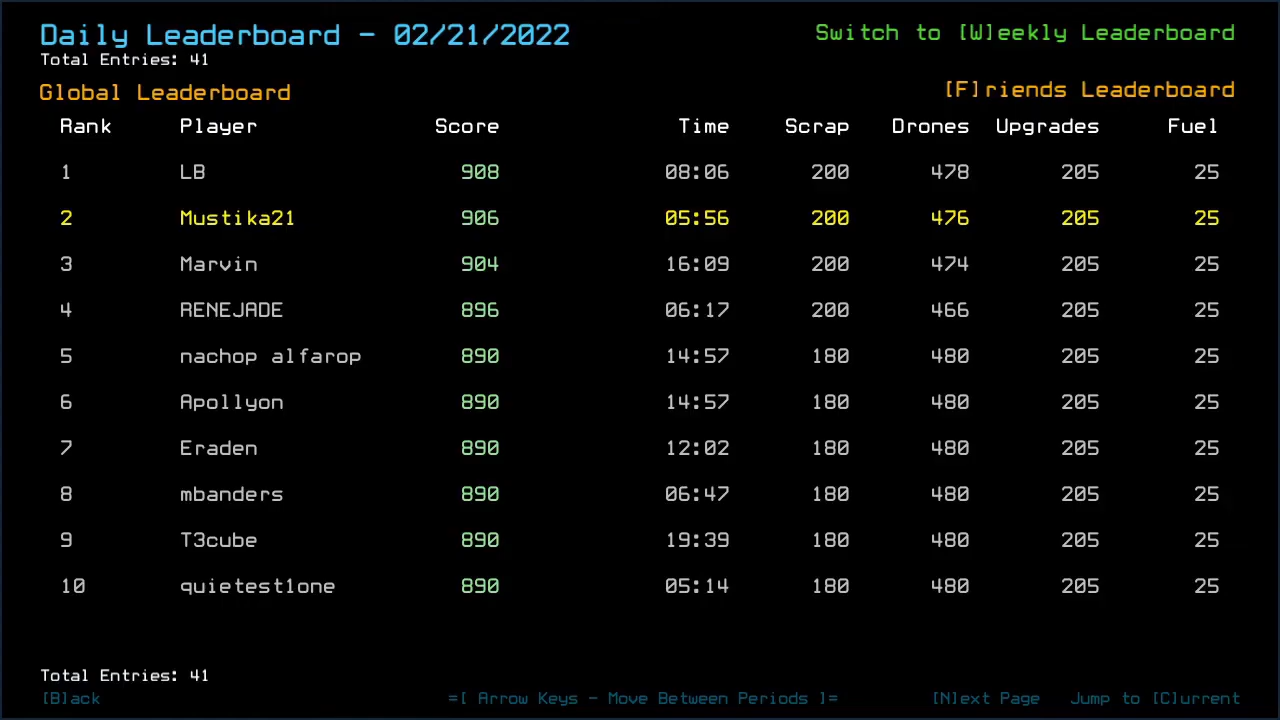 Daily Leaderboard - 02/21/2022
Switch to [W]eekly Leaderboard
Total Entries: 41
Global Leaderboard
[F]riends Leaderboard
Rank Player Score Time Scrap Drones Upgrades Fuel
1 LB 908 08:06 200 478 205 25
2 Mustika21 906 05:56 200 476 205 25
3 Marvin 904 16:09 200 474 205 25
4 RENEJADE 896 06:17 200 466 205 25
5 nachop alfarop 890 14:57 180 480 205 25
6 Apollyon 890 14:57 180 480 205 25
7 Eraden 890 12:02 180 480 205 25
8 mbanders 890 06:47 180 480 205 25
9 T3cube 890 19:39 180 480 205 25
10 quietest1one 890 05:14 180 480 205 25
Total Entries: 41
[B]ack =[ Arrow Keys - Move Between Periods ]= [N]ext Page Jump to [C]urrent